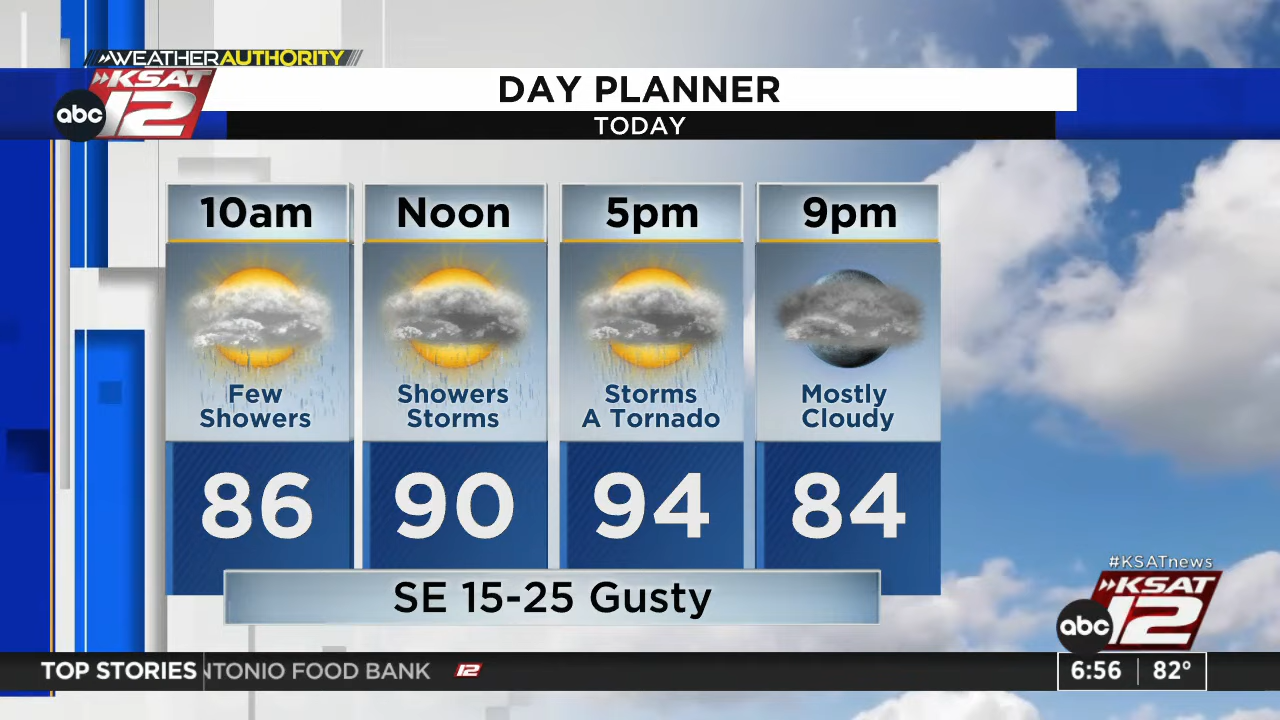 WEATHERAUTHORITY
KSAT
abc 12
DAY PLANNER
TODAY
10am
Few
Showers
86
Noon
Showers
Storms
90
5pm
Storms
A Tornado
94
9pm
Mostly
Cloudy
84
SE 15-25 Gusty
#KSATnews
KSAT
abc 12
TOP STORIES NTONIO FOOD BANK 12
6:56 82°